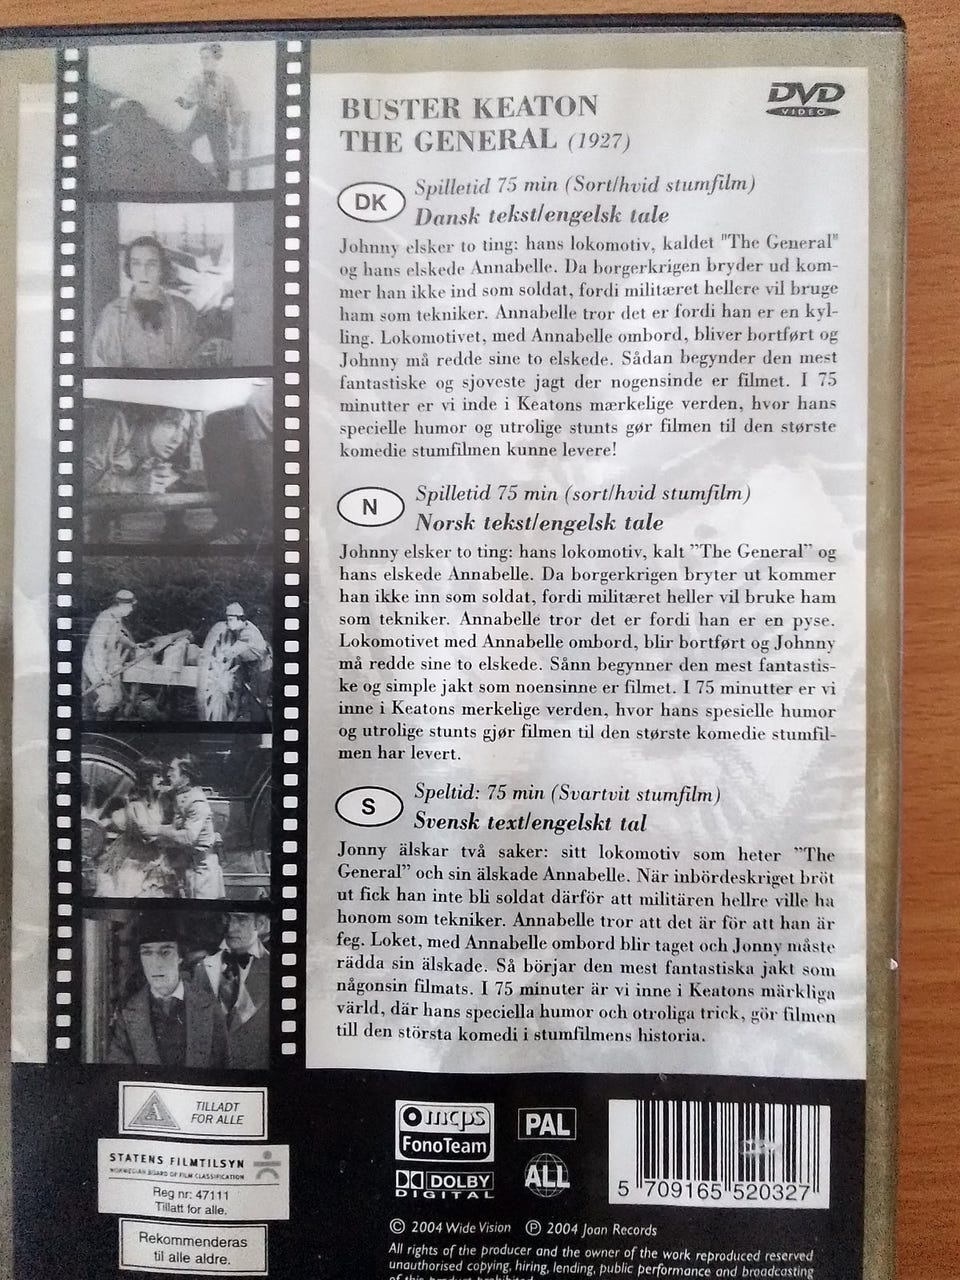 DVD
VIDEO
BUSTER KEATON
THE GENERAL (1927)
DK
Spilletid 75 min (Sort/hvid stumfilm)
Dansk tekst/engelsk tale
Johnny elsker to ting: hans lokomotiv, kaldet "The General"
og hans elskede Annabelle. Da borgerkrigen bryder ud kom-
mer han ikke ind som soldat, fordi militæret hellere vil bruge
ham som tekniker. Annabelle tror det er fordi han er en kyl-
ling. Lokomotivet, med Annabelle ombord, bliver bortført og
Johnny må redde sine to elskede. Sådan begynder den mest
fantastiske og sjoveste jagt der nogensinde er filmet. I 75
minutter er vi inde i Keatons mærkelige verden, hvor hans
specielle humor og utrolige stunts gør filmen til den største
komedie stumfilmen kunne levere!
N
Spilletid 75 min (sort/hvid stumfilm)
Norsk tekst/engelsk tale
Johnny elsker to ting: hans lokomotiv, kalt ”The General” og
hans elskede Annabelle. Da borgerkrigen bryter ut kommer
han ikke inn som soldat, fordi militæret heller vil bruke ham
som tekniker. Annabelle tror det er fordi han er en pyse.
Lokomotivet med Annabelle ombord, blir bortført og Johnny
må redde sine to elskede. Sånn begynner den mest fantastis-
ke og simple jakt som noensinne er filmet. I 75 minutter er vi
inne i Keatons merkelige verden, hvor hans spesielle humor
og utrolige stunts gjør filmen til den største komedie stumfil-
men har levert.
S
Speltid: 75 min (Svartvit stumfilm)
Svensk text/engelskt tal
Jonny älskar två saker: sitt lokomotiv som heter ”The
General” och sin älskade Annabelle. När inbördeskriget bröt
ut fick han inte bli soldat därför att militären hellre ville ha
honom som tekniker. Annabelle tror att det är för att han är
feg. Loket, med Annabelle ombord blir taget och Jonny måste
rädda sin älskade. Så börjar den mest fantastiska jakt som
någonsin filmats. I 75 minuter är vi inne i Keatons märkliga
värld, där hans speciella humor och otroliga trick, gör filmen
till den största komedi i stumfilmens historia.
A
TILLADT
FOR ALLE
STATENS FILMTILSYN
NORWEGIAN BOARD OF FILM CLASSIFICATION
Reg nr: 47111
Tillatt for alle.
Rekommenderas
til alle aldre.
mcps
FonoTeam
PAL
DOLBY
DIGITAL
ALL
5 709165 520327
© 2004 Wide Vision ℗ 2004 Joan Records
All rights of the producer and the owner of the work reproduced reserved
unauthorised copying, hiring, lending, public performance and broadcasting
of this product prohibited